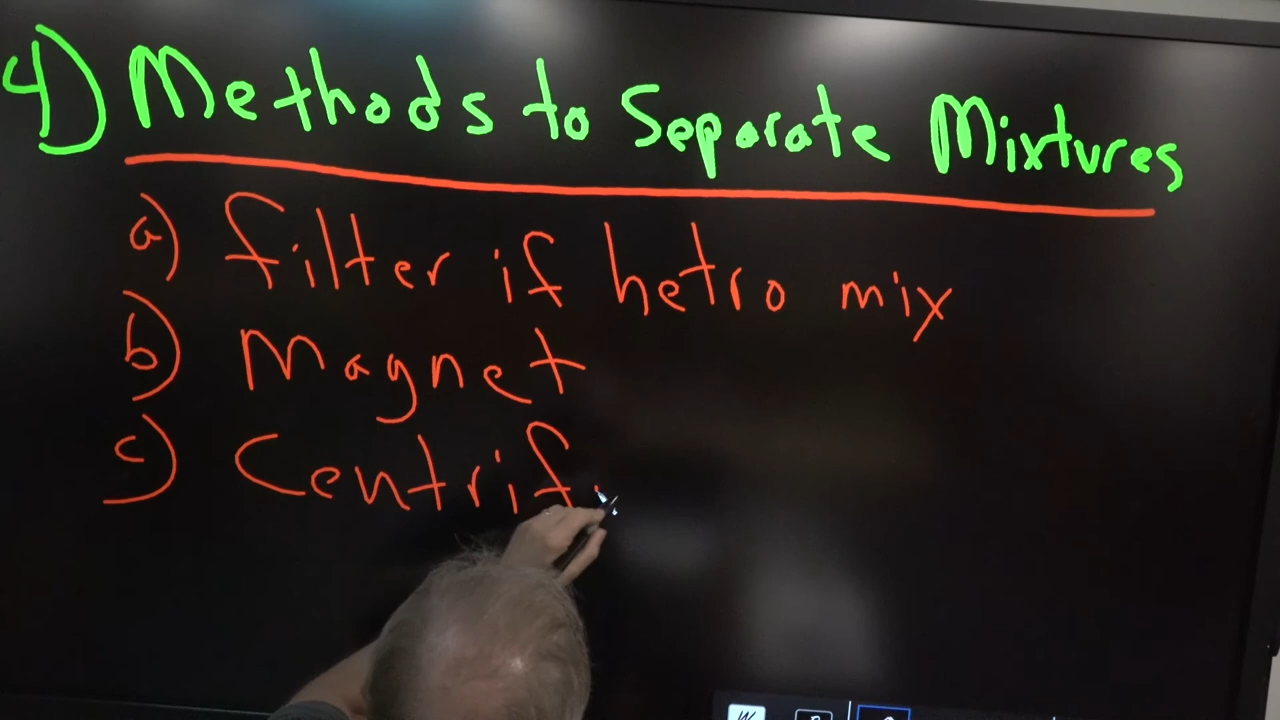 4) Methods to Separate Mixtures
a) filter if hetro mix
b) Magnet
c) Centrif